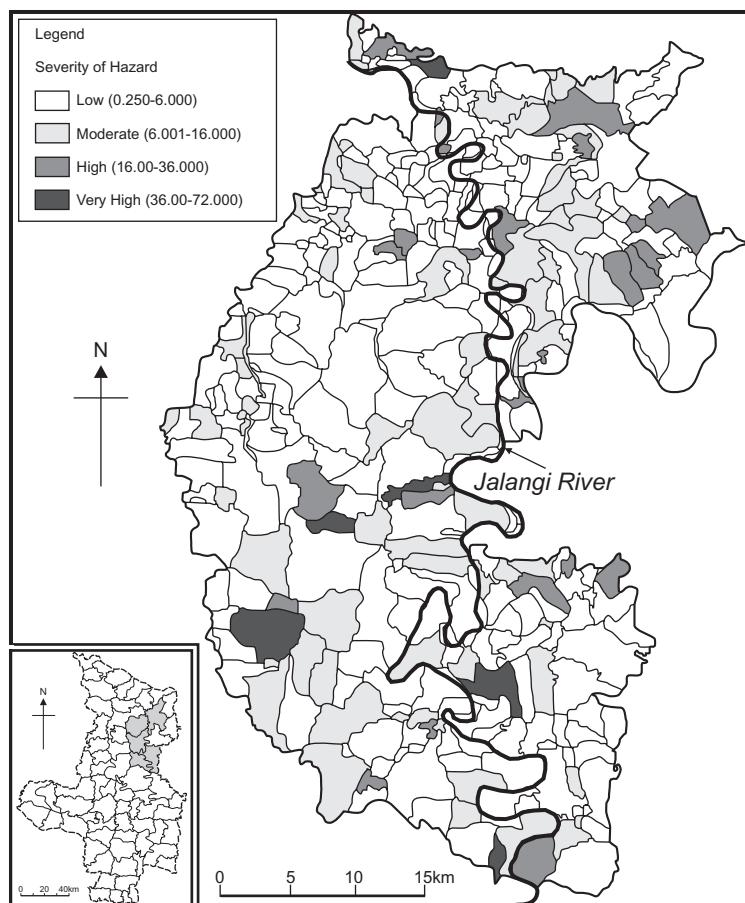 Legend
Severity of Hazard
Low (0.250-6.000)
Moderate (6.001-16.000)
High (16.00-36.000)
Very High (36.00-72.000)
N
Jalangi River
N
0 20 40km
0 5 10 15km